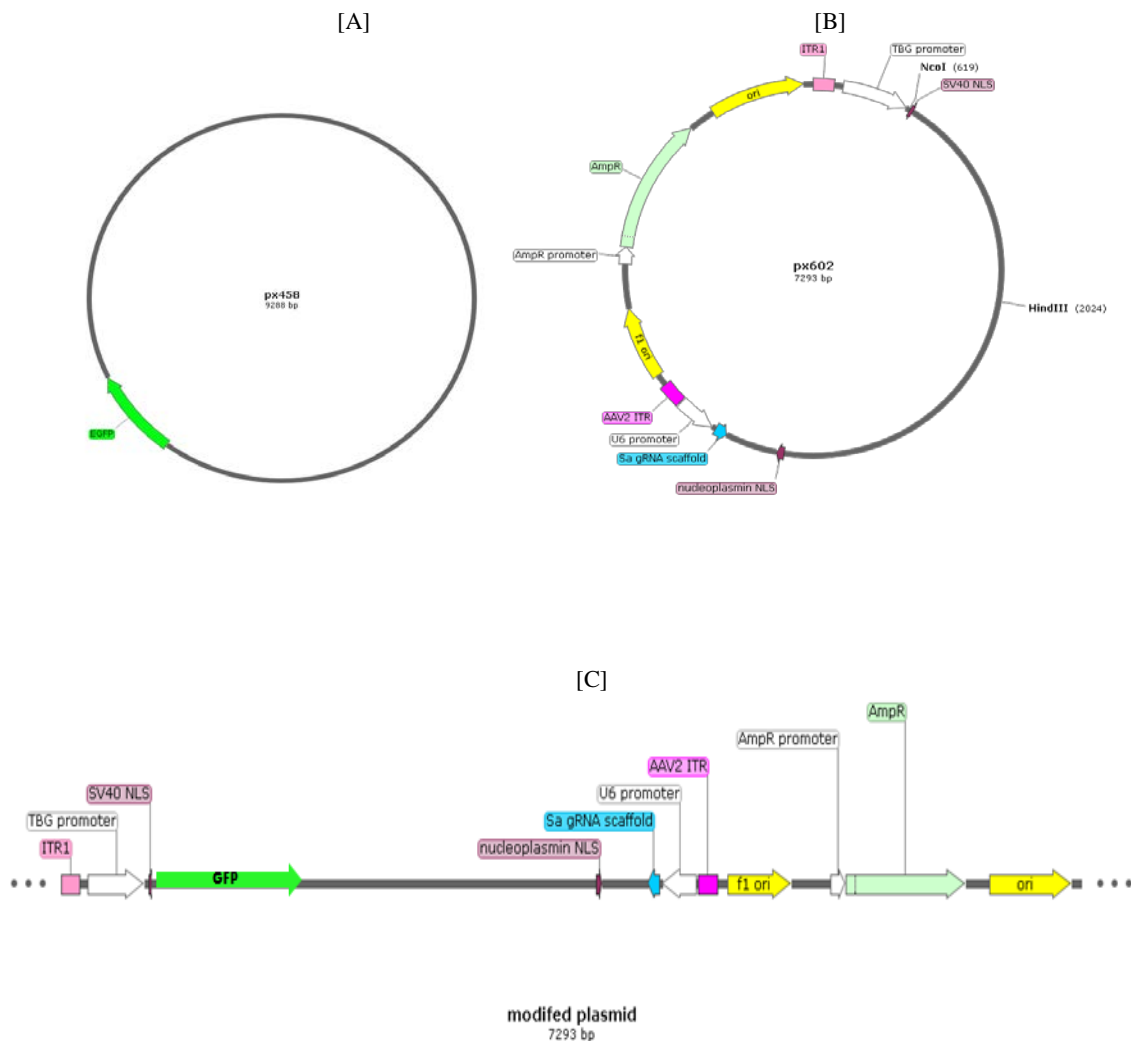 [A]
[B]
ITR1
TBG promoter
NcoI (619)
SV40 NLS
ori
AmpR
AmpR promoter
px458
9288 bp
px602
7293 bp
HindIII (2024)
f1 ori
AAV2 ITR
EGFP
U6 promoter
Sa gRNA scaffold
nucleoplasmin NLS
[C]
AmpR
AmpR promoter
AAV2 ITR
SV40 NLS
U6 promoter
TBG promoter
Sa gRNA scaffold
ITR1
nucleoplasmin NLS
GFP
f1 ori
ori
modifed plasmid
7293 bp